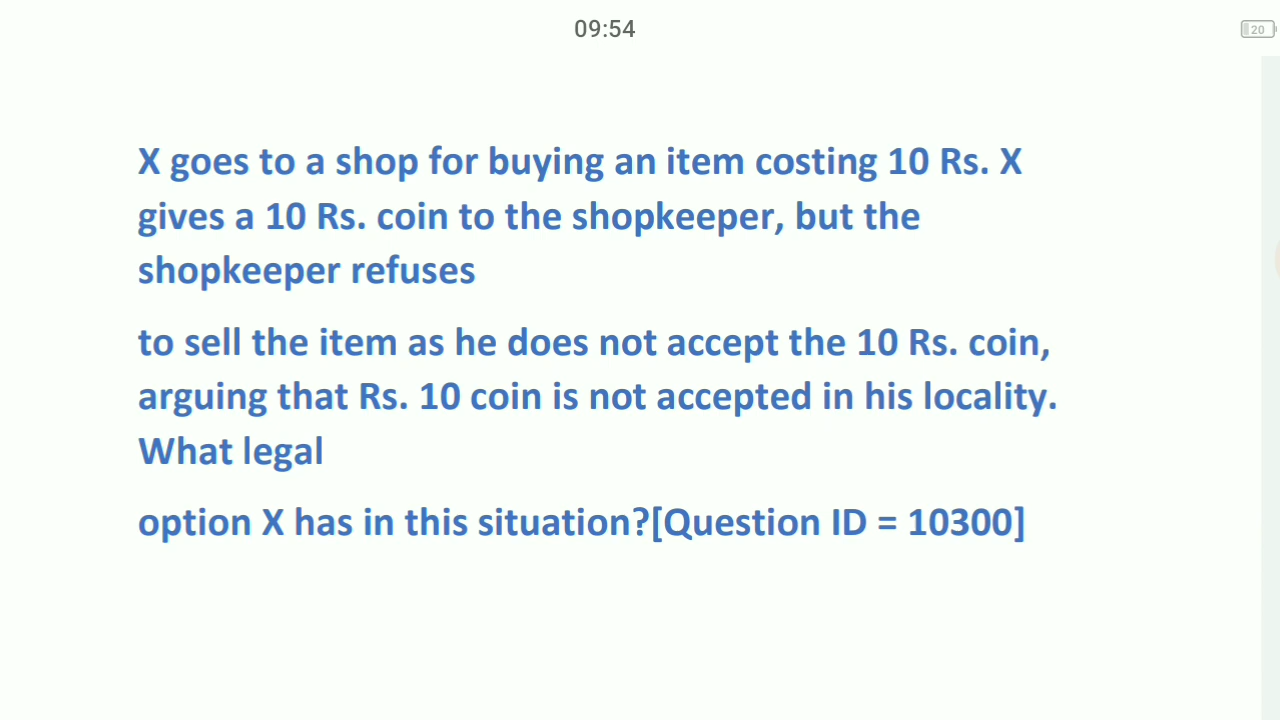 09:54
20
X goes to a shop for buying an item costing 10 Rs. X
gives a 10 Rs. coin to the shopkeeper, but the
shopkeeper refuses
to sell the item as he does not accept the 10 Rs. coin,
arguing that Rs. 10 coin is not accepted in his locality.
What legal
option X has in this situation?[Question ID = 10300]